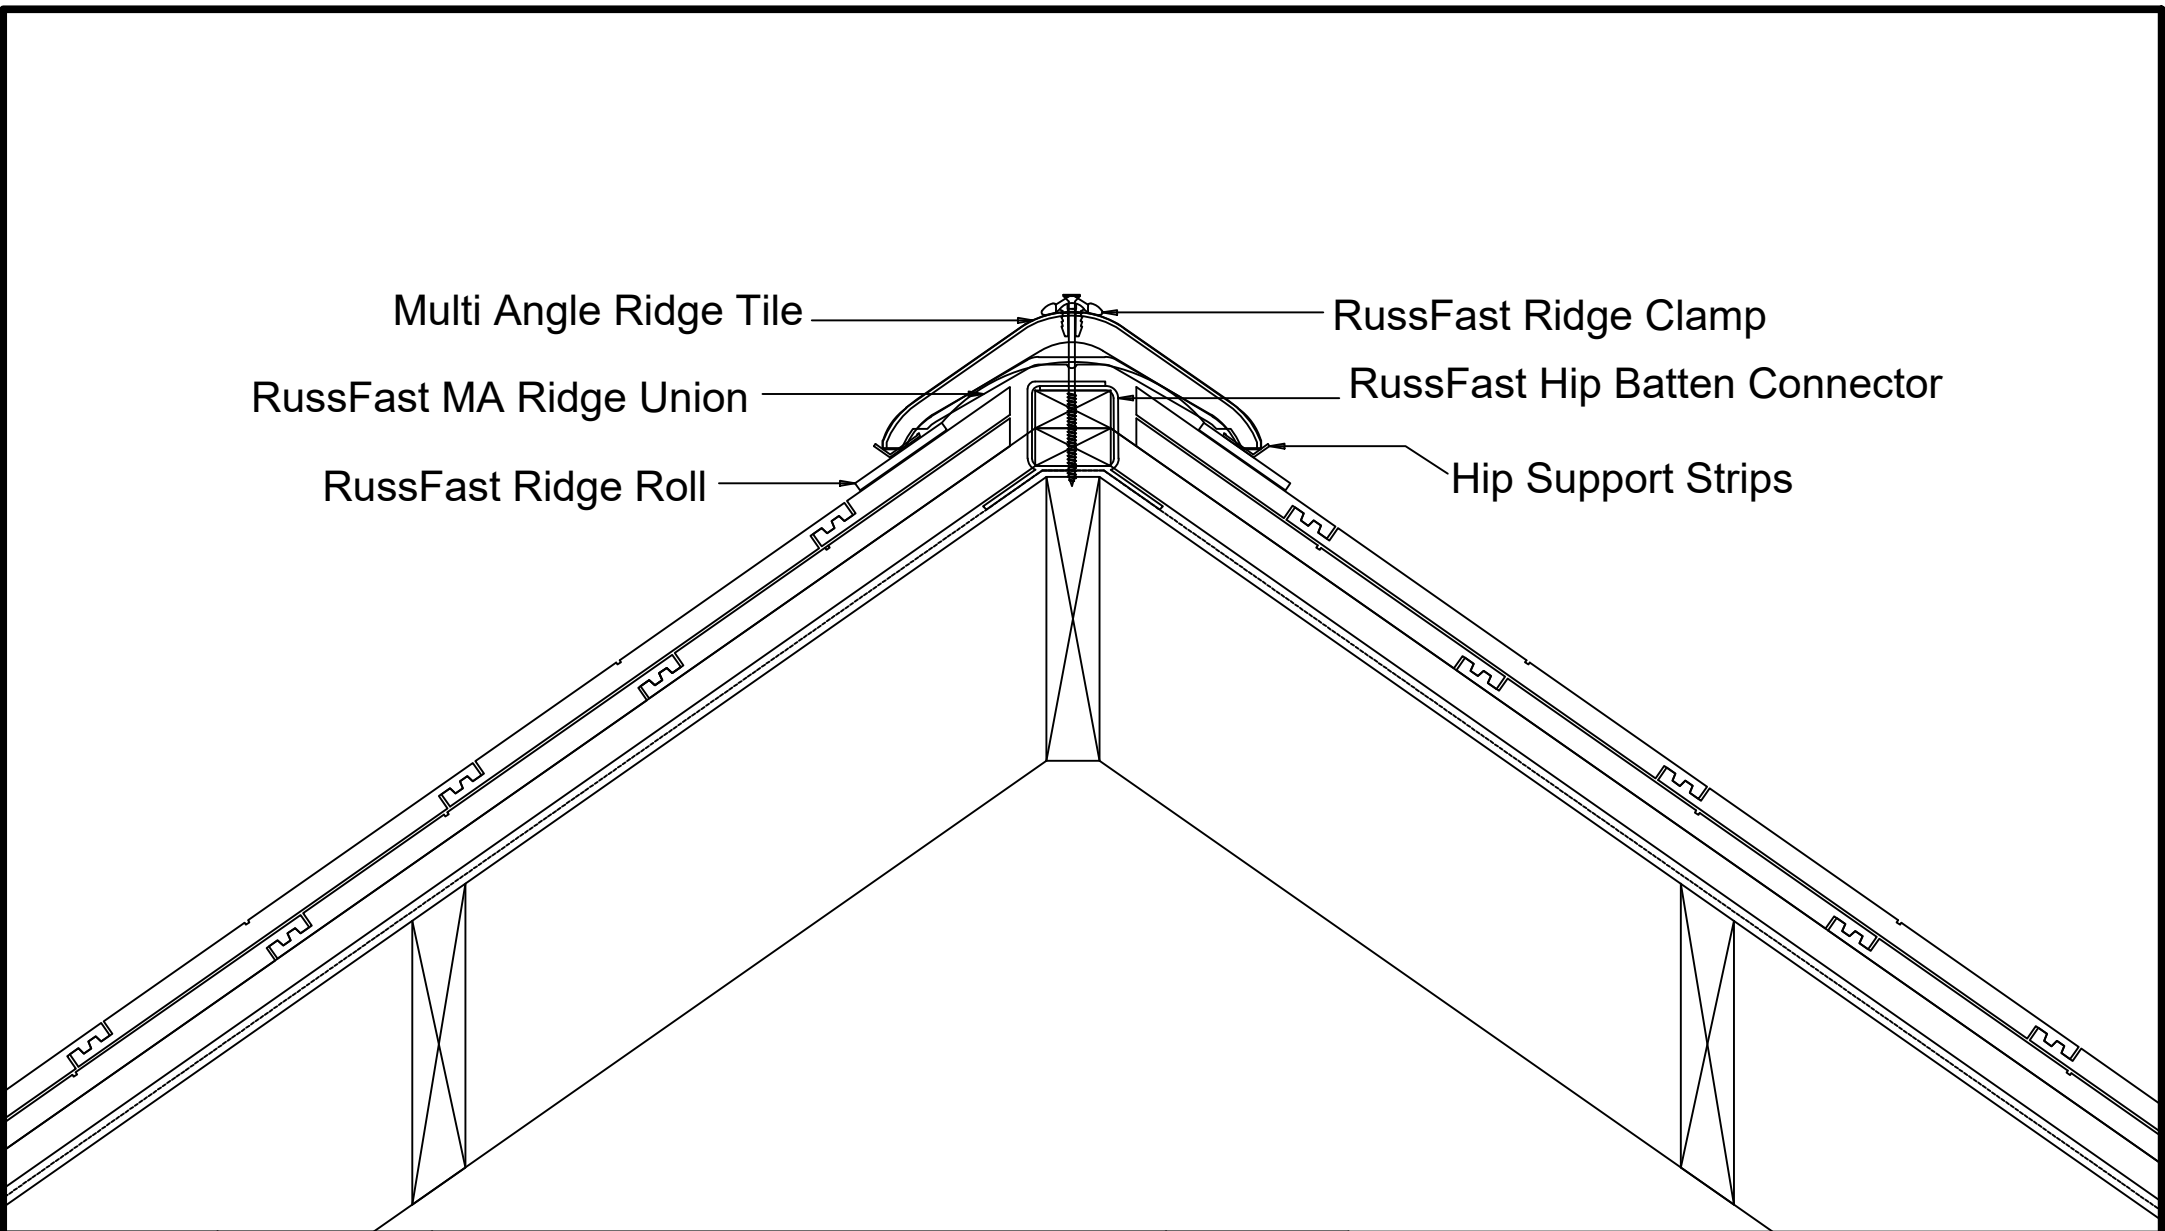 Multi Angle Ridge Tile
RussFast Ridge Clamp
RussFast MA Ridge Union
RussFast Hip Batten Connector
RussFast Ridge Roll
Hip Support Strips